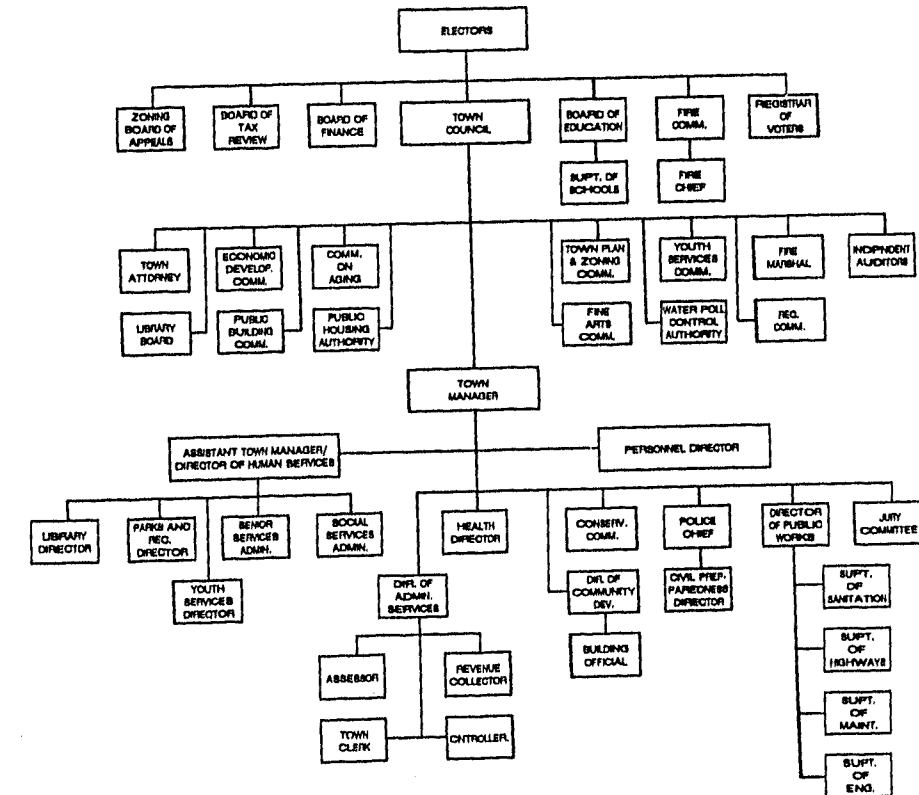 ELECTORS
ZONING
BOARD OF
APPEALS
BOARD OF
TAX
REVIEW
BOARD OF
FINANCE
TOWN
COUNCIL
BOARD OF
EDUCATION
FIRE
COMM.
REGISTRAR
OF
VOTERS
SUPT. OF
SCHOOLS
FIRE
CHIEF
TOWN
ATTORNEY
ECONOMIC
DEVELOP.
COMM.
COMM.
ON
AGING
TOWN PLAN
& ZONING
COMM.
YOUTH
SERVICES
COMM.
FIRE
MARSHAL
INDIPNDENT
AUDITORS
LIBRARY
BOARD
PUBLIC
BUILDING
COMM.
PUBLIC
HOUSING
AUTHORITY
FINE
ARTS
COMM.
WATER POLL
CONTROL
AUTHORITY
REC.
COMM.
TOWN
MANAGER
ASSISTANT TOWN MANAGER/
DIRECTOR OF HUMAN SERVICES
PERSONNEL DIRECTOR
LIBRARY
DIRECTOR
PARKS AND
REC.
DIRECTOR
SENIOR
SERVICES
ADMIN.
SOCIAL
SERVICES
ADMIN.
HEALTH
DIRECTOR
CONSERV.
COMM.
POLICE
CHIEF
DIRECTOR
OF PUBLIC
WORKS
JURY
COMMITTEE
YOUTH
SERVICES
DIRECTOR
DIR. OF
ADMIN.
SERVICES
DIR. OF
COMMUNITY
DEV.
CIVIL PREP-
PAREDNESS
DIRECTOR
SUPT.
OF
SANITATION
BUILDING
OFFICIAL
SUPT.
OF
HIGHWAYS
ASSESSOR
REVENUE
COLLECTOR
SUPT.
OF
MAINT.
TOWN
CLERK
CNTROLLER.
SUPT.
OF
ENG.